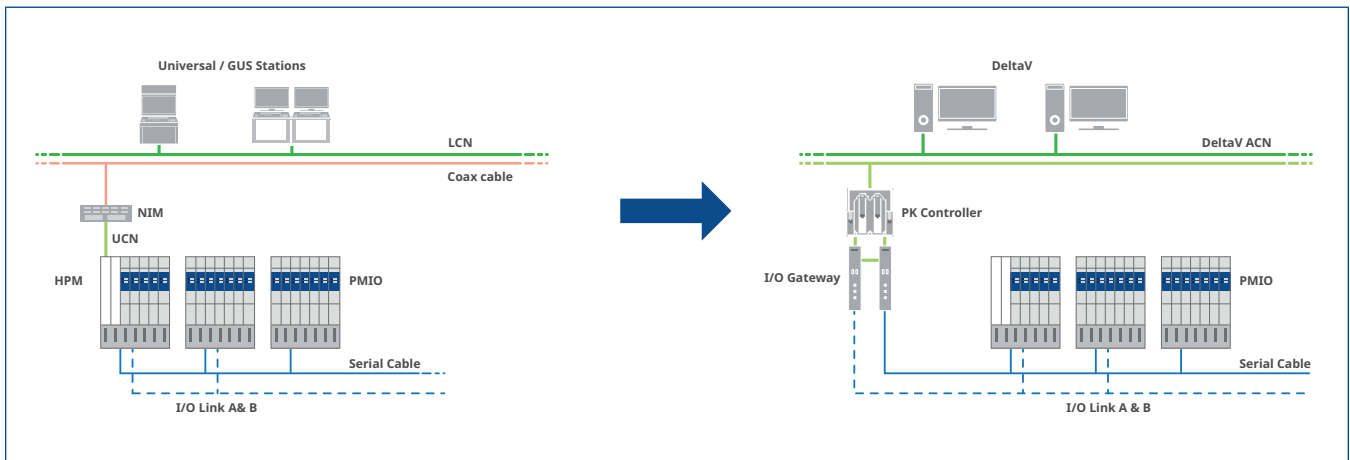 Universal / GUS Stations
LCN
Coax cable
NIM
UCN
HPM
PMIO
Serial Cable
I/O Link A& B
DeltaV
DeltaV ACN
PK Controller
I/O Gateway
PMIO
Serial Cable
I/O Link A & B